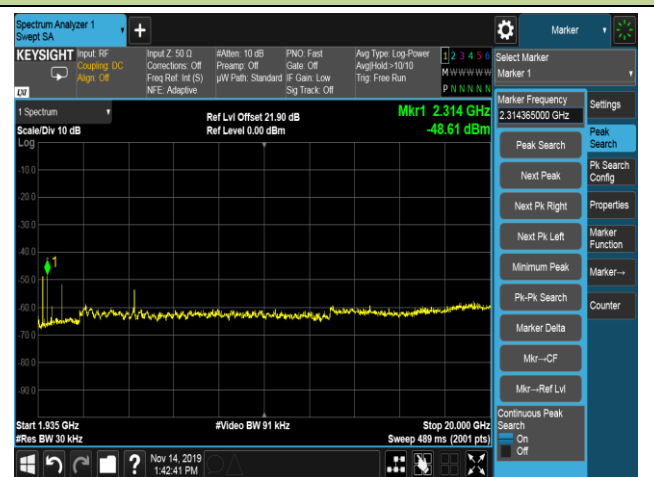 Spectrum Analyzer 1
Swept SA
+
Marker
KEYSIGHT
LXI
Input: RF
Coupling: DC
Align: Off
Input Z: 50 Ω
Corrections: Off
Freq Ref: Int (S)
NFE: Adaptive
#Atten: 10 dB
Preamp: Off
µW Path: Standard
PNO: Fast
Gate: Off
IF Gain: Low
Sig Track: Off
Avg Type: Log-Power
Avg|Hold:>10/10
Trig: Free Run
1 2 3 4 5 6
M W W W W W
P N N N N N
Select Marker
Marker 1
1 Spectrum
Scale/Div 10 dB
Log
Ref Lvl Offset 21.90 dB
Ref Level 0.00 dBm
Mkr1 2.314 GHz
-48.61 dBm
-10.0
-20.0
-30.0
-40.0
-50.0
-60.0
-70.0
-80.0
-90.0
1
Start 1.935 GHz
#Res BW 30 kHz
#Video BW 91 kHz
Stop 20.000 GHz
Sweep 489 ms (2001 pts)
Marker Frequency
2.314365000 GHz
Peak Search
Next Peak
Next Pk Right
Next Pk Left
Minimum Peak
Pk-Pk Search
Marker Delta
Mkr→CF
Mkr→Ref Lvl
Continuous Peak
Search
On
Off
Settings
Peak
Search
Pk Search
Config
Properties
Marker
Function
Marker→
Counter
?
Nov 14, 2019
1:42:41 PM